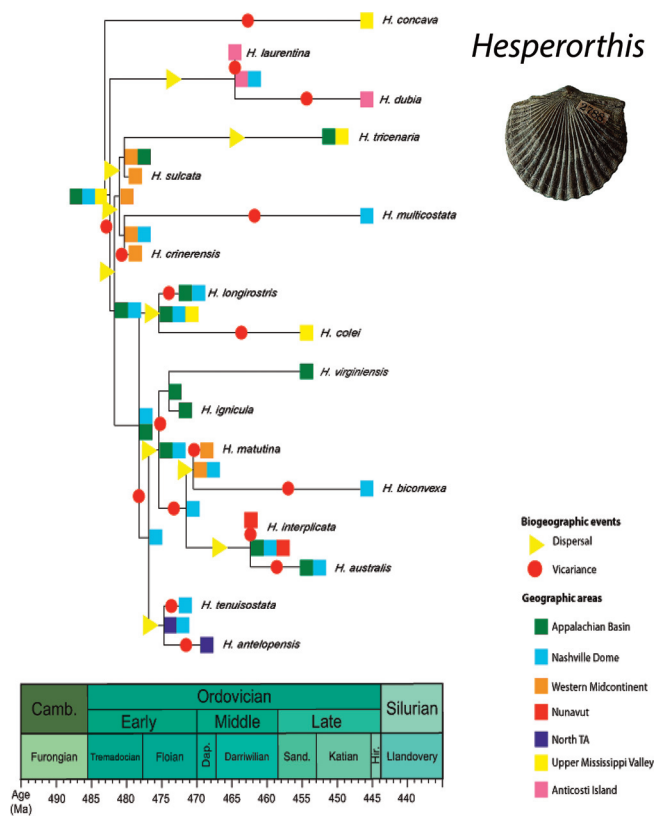 Hesperorthis
H. concava
H. laurentina
H. dubia
H. tricenaria
H. sulcata
H. multicostata
H. crinerensis
H. longirostris
H. colei
H. virginiensis
H. ignicula
H. matutina
H. biconvexa
H. interplicata
H. australis
H. tenuisostata
H. antelopensis
Biogeographic events
Dispersal
Vicariance
Geographic areas
Appalachian Basin
Nashville Dome
Western Midcontinent
Nunavut
North TA
Upper Mississippi Valley
Anticosti Island
Camb. Ordovician Silurian
Early Middle Late
Furongian Tremadocian Floian Dap. Darriwilian Sand. Katian Hir. Llandovery
Age (Ma) 490 485 480 475 470 465 460 455 450 445 440